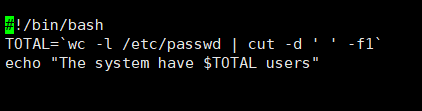 #!/bin/bash
TOTAL=`wc -l /etc/passwd | cut -d ' ' -f1`
echo "The system have $TOTAL users"